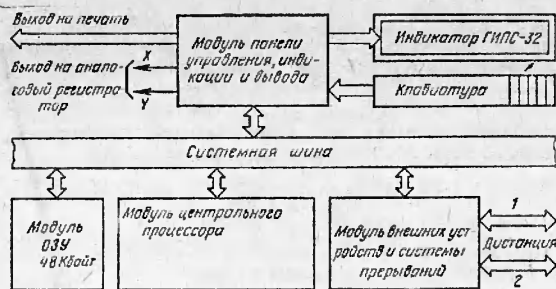 Выход на печать
Выход на анало-
говый регистра-
тор
X
Y
Модуль панели
управления, инди-
кации и вывода
Индикатор ГИПС-32
Клавиатура
Системная шина
Модуль
ОЗУ
48 Кбайт
Модуль центрального
процессора
Модуль внешних уст-
ройств и системы
прерываний
1
Дистанция
2